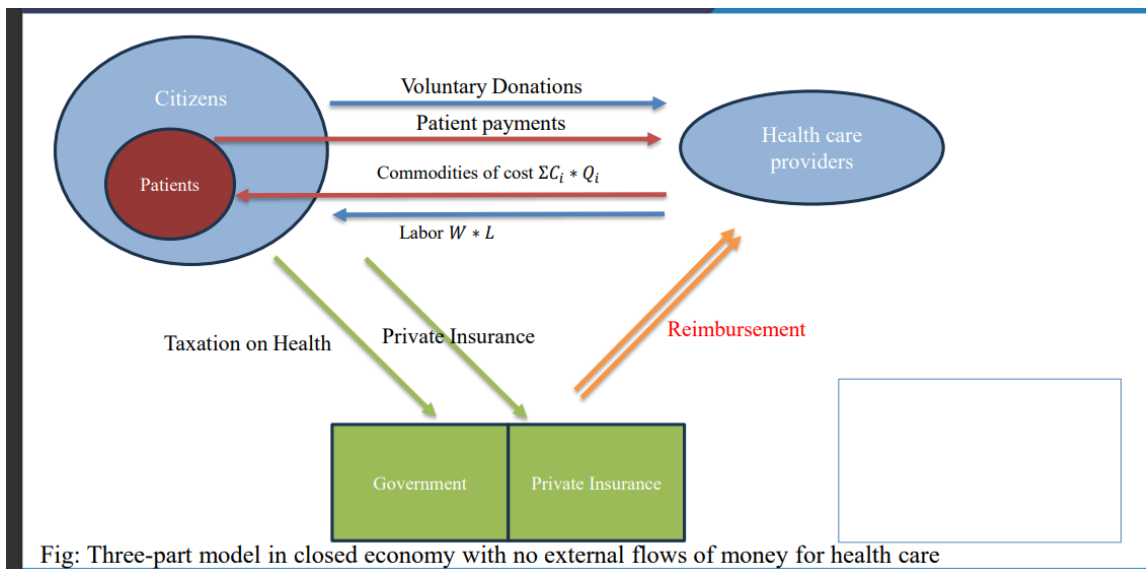 Citizens
Voluntary Donations
Patient payments
Health care
providers
Patients
Commodities of cost Σ𝐶ᵢ ∗ 𝑄ᵢ
Labor 𝑊 ∗ 𝐿
Taxation on Health
Private Insurance
Reimbursement
Government
Private Insurance
Fig: Three-part model in closed economy with no external flows of money for health care